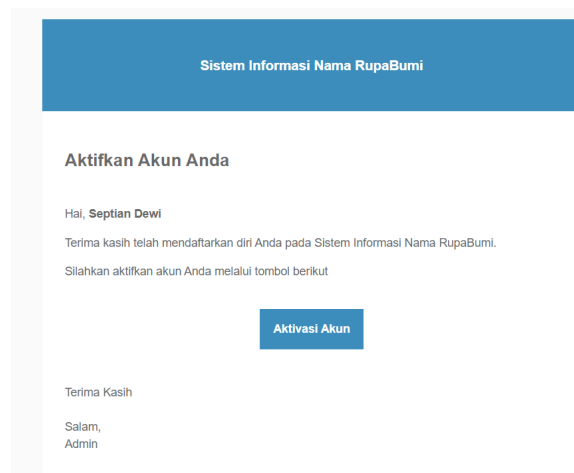 Sistem Informasi Nama RupaBumi
Aktifkan Akun Anda
Hai, Septian Dewi
Terima kasih telah mendaftarkan diri Anda pada Sistem Informasi Nama RupaBumi.
Silahkan aktifkan akun Anda melalui tombol berikut
Aktivasi Akun
Terima Kasih
Salam,
Admin